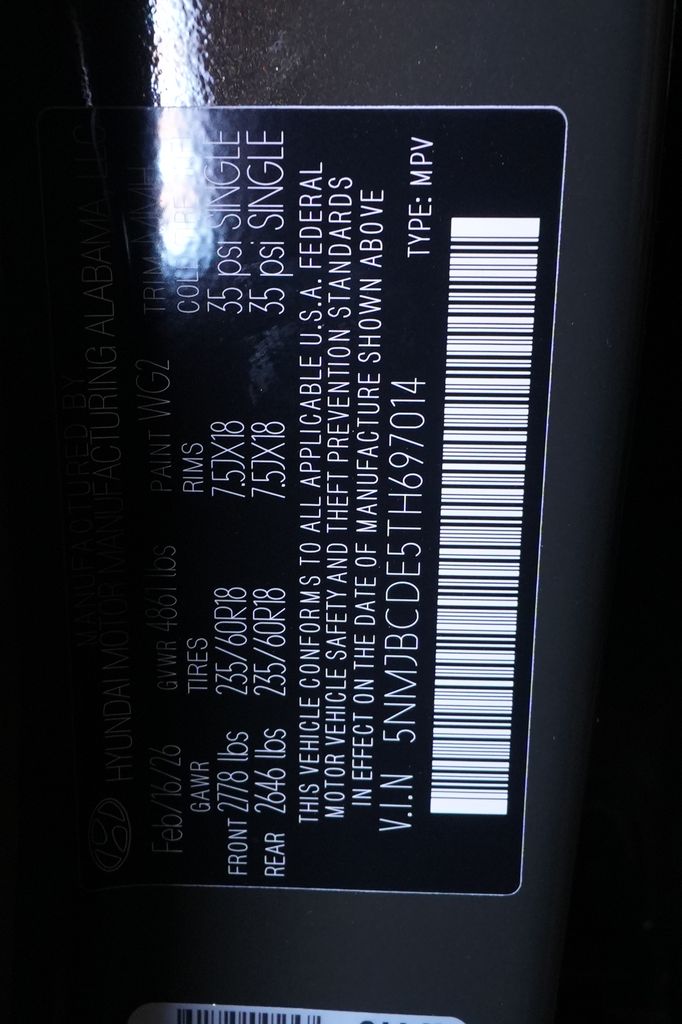 MANUFACTURED BY
HYUNDAI MOTOR MANUFACTURING ALABAMA, LLC
Feb/16/26 GVWR 4861 lbs PAINT WG2 TRIM
GAWR TIRES RIMS COLD
FRONT 2778 lbs 235/60R18 7.5JX18 35 psi SINGLE
REAR 2646 lbs 235/60R18 7.5JX18 35 psi SINGLE
THIS VEHICLE CONFORMS TO ALL APPLICABLE U.S.A. FEDERAL
MOTOR VEHICLE SAFETY AND THEFT PREVENTION STANDARDS
IN EFFECT ON THE DATE OF MANUFACTURE SHOWN ABOVE
V.I.N 5NMJBCDE5TH697014 TYPE: MPV